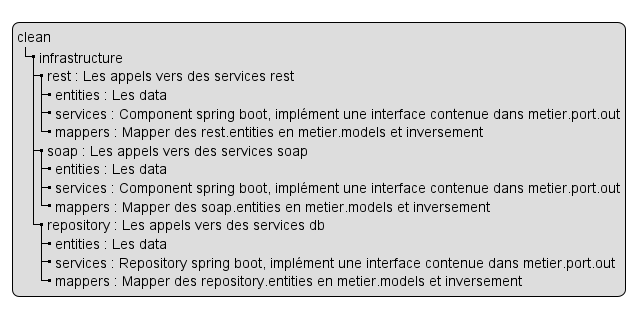 clean
infrastructure
rest : Les appels vers des services rest
entities : Les data
services : Component spring boot, implément une interface contenue dans metier.port.out
mappers : Mapper des rest.entities en metier.models et inversement
soap : Les appels vers des services soap
entities : Les data
services : Component spring boot, implément une interface contenue dans metier.port.out
mappers : Mapper des soap.entities en metier.models et inversement
repository : Les appels vers des services db
entities : Les data
services : Repository spring boot, implément une interface contenue dans metier.port.out
mappers : Mapper des repository.entities en metier.models et inversement